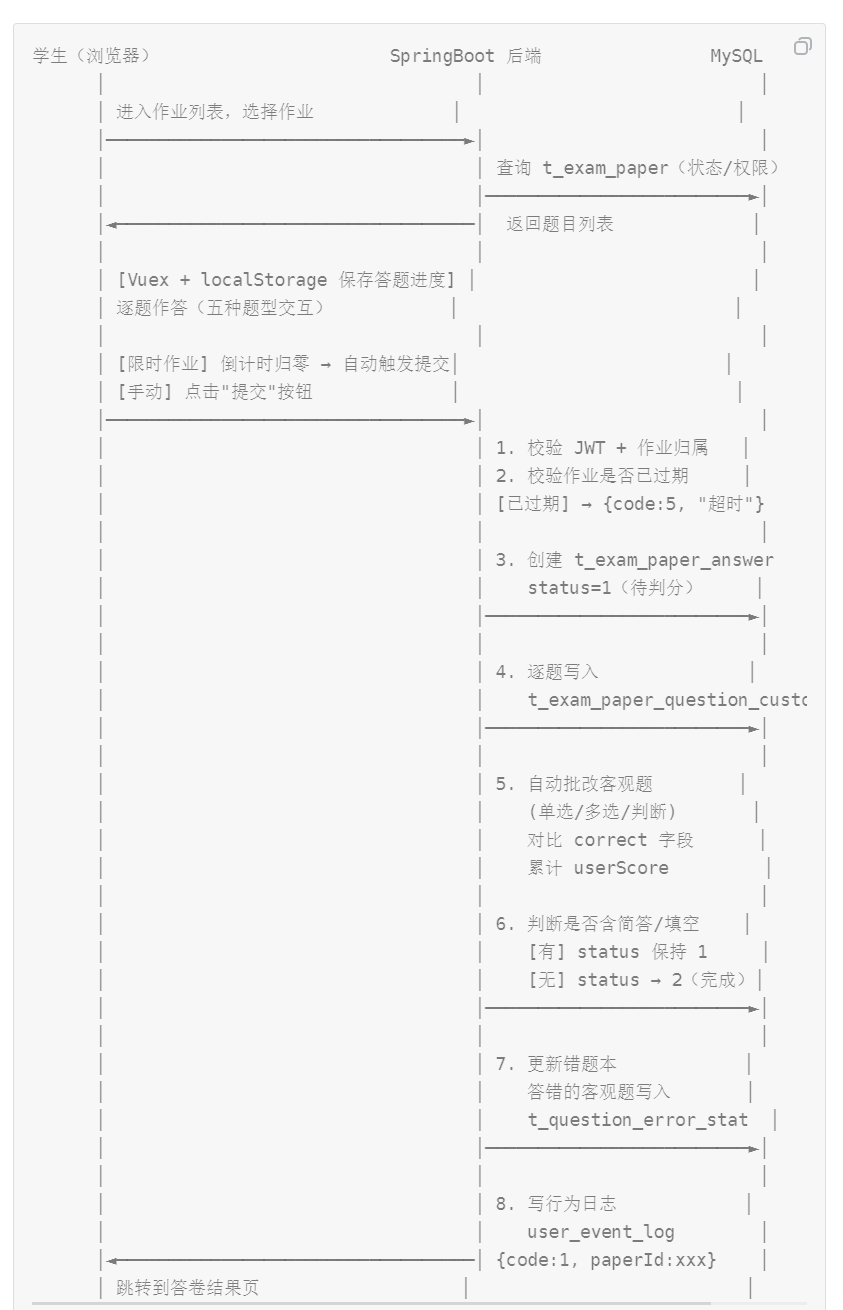 学生（浏览器） SpringBoot 后端 MySQL
进入作业列表，选择作业
查询 t_exam_paper（状态/权限）
返回题目列表
[Vuex + localStorage 保存答题进度]
逐题作答（五种题型交互）
[限时作业] 倒计时归零 → 自动触发提交
[手动] 点击"提交"按钮
1. 校验 JWT + 作业归属
2. 校验作业是否已过期
[已过期] → {code:5, "超时"}
3. 创建 t_exam_paper_answer
status=1（待判分）
4. 逐题写入
t_exam_paper_question_custo
5. 自动批改客观题
(单选/多选/判断)
对比 correct 字段
累计 userScore
6. 判断是否含简答/填空
[有] status 保持 1
[无] status → 2（完成）
7. 更新错题本
答错的客观题写入
t_question_error_stat
8. 写行为日志
user_event_log
{code:1, paperId:xxx}
跳转到答卷结果页